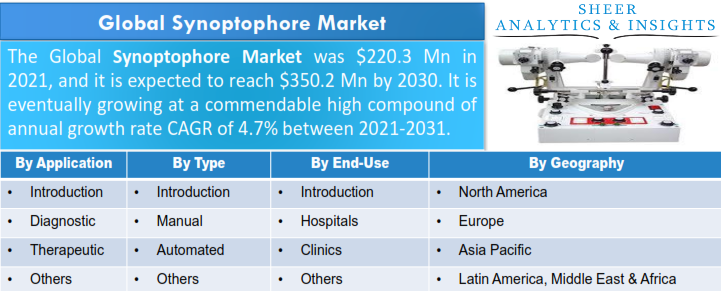 Global Synoptophore Market
SHEER
ANALYTICS & INSIGHTS
The Global Synoptophore Market was $220.3 Mn in
2021, and it is expected to reach $350.2 Mn by 2030. It is
eventually growing at a commendable high compound of
annual growth rate CAGR of 4.7% between 2021-2031.
By Application By Type By End-Use By Geography
• Introduction • Introduction • Introduction • North America
• Diagnostic • Manual • Hospitals • Europe
• Therapeutic • Automated • Clinics • Asia Pacific
• Others • Others • Others • Latin America, Middle East & Africa